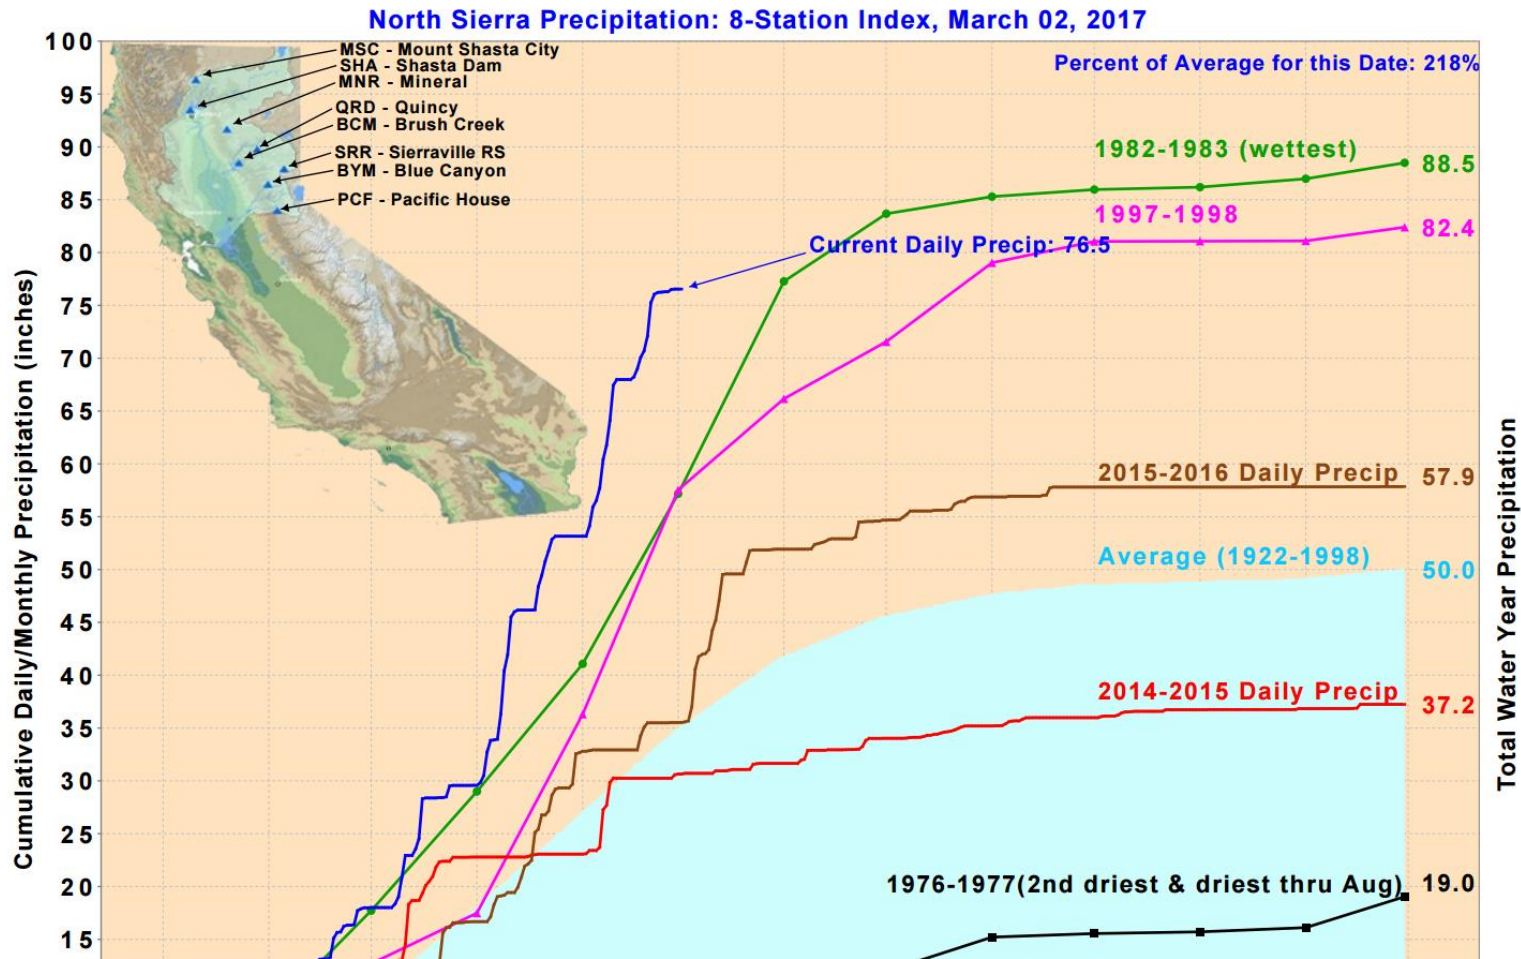 North Sierra Precipitation: 8-Station Index, March 02, 2017
Percent of Average for this Date: 218%
MSC - Mount Shasta City
SHA - Shasta Dam
MNR - Mineral
QRD - Quincy
BCM - Brush Creek
SRR - Sierraville RS
BYM - Blue Canyon
PCF - Pacific House
Cumulative Daily/Monthly Precipitation (inches)
100
95
90
85
80
75
70
65
60
55
50
45
40
35
30
25
20
15
1982-1983 (wettest)
88.5
1997-1998
82.4
Current Daily Precip: 76.5
2015-2016 Daily Precip
57.9
Average (1922-1998)
50.0
2014-2015 Daily Precip
37.2
1976-1977(2nd driest & driest thru Aug)
19.0
Total Water Year Precipitation